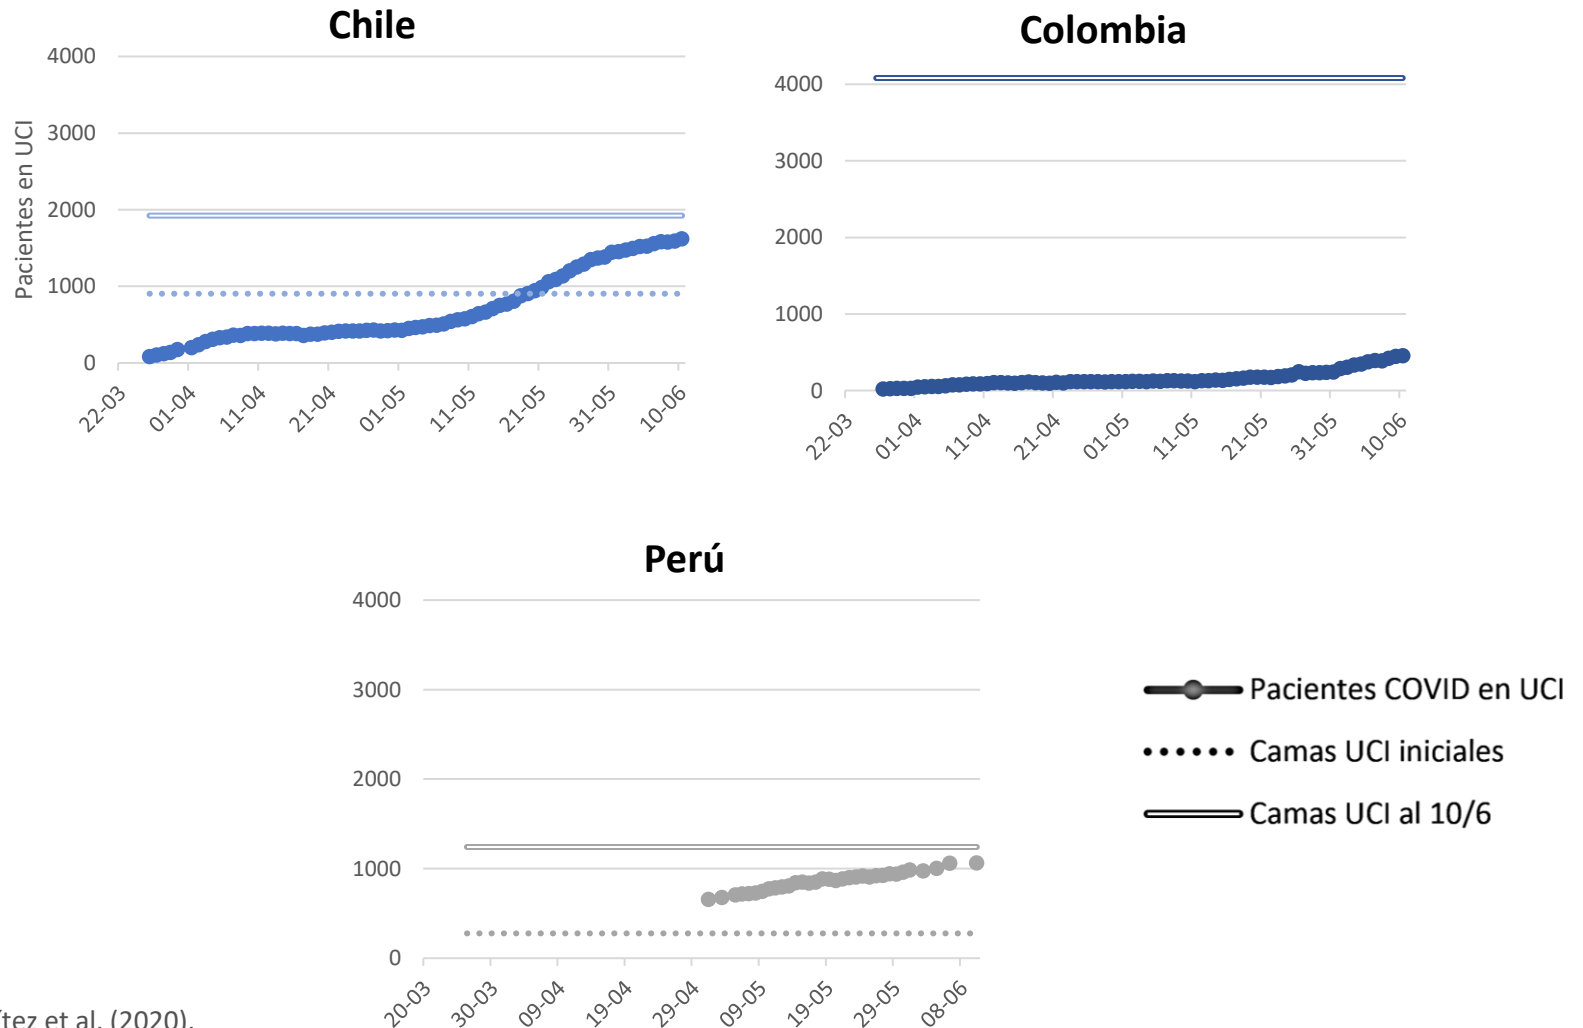 Chile
Pacientes en UCI
4000
3000
2000
1000
0
22-03 01-04 11-04 21-04 01-05 11-05 21-05 31-05 10-06
Colombia
4000
3000
2000
1000
0
22-03 01-04 11-04 21-04 01-05 11-05 21-05 31-05 10-06
Perú
4000
3000
2000
1000
0
20-03 30-03 09-04 19-04 29-04 09-05 19-05 29-05 08-06
Pacientes COVID en UCI
Camas UCI iniciales
Camas UCI al 10/6
et al. (2020).